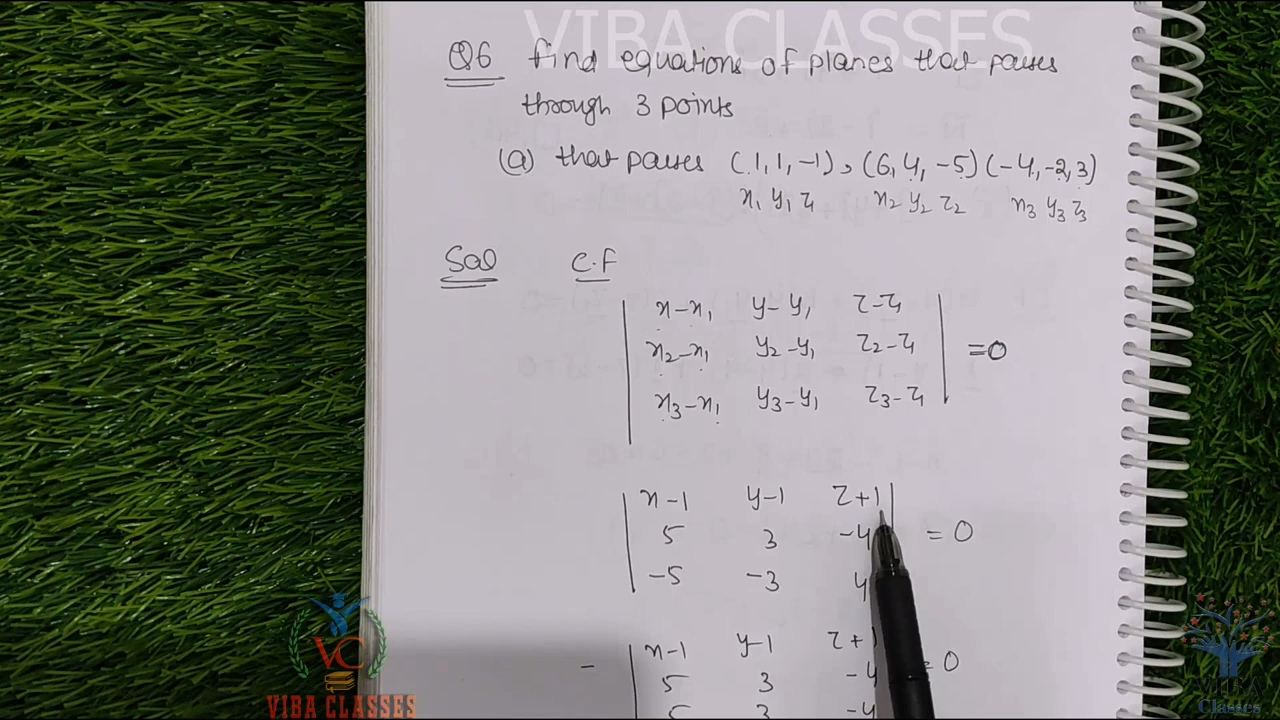 VIBA CLASSES
Q6 find equations of planes that passes
through 3 points
(a) that passes (1,1,-1), (6,4,-5) (-4,-2,3)
x₁ y₁ z₁ x₂ y₂ z₂ x₃ y₃ z₃
Sol C.F
| x-x₁ y-y₁ z-z₁ |
| x₂-x₁ y₂-y₁ z₂-z₁ | =0
| x₃-x₁ y₃-y₁ z₃-z₁ |
| x-1 y-1 z+1 |
| 5 3 -4 | = 0
| -5 -3 4
- | x-1 y-1 z+1
| 5 3 -4 = 0
| 5 3 -4
VC
VIBA CLASSES
VIBA
Classes